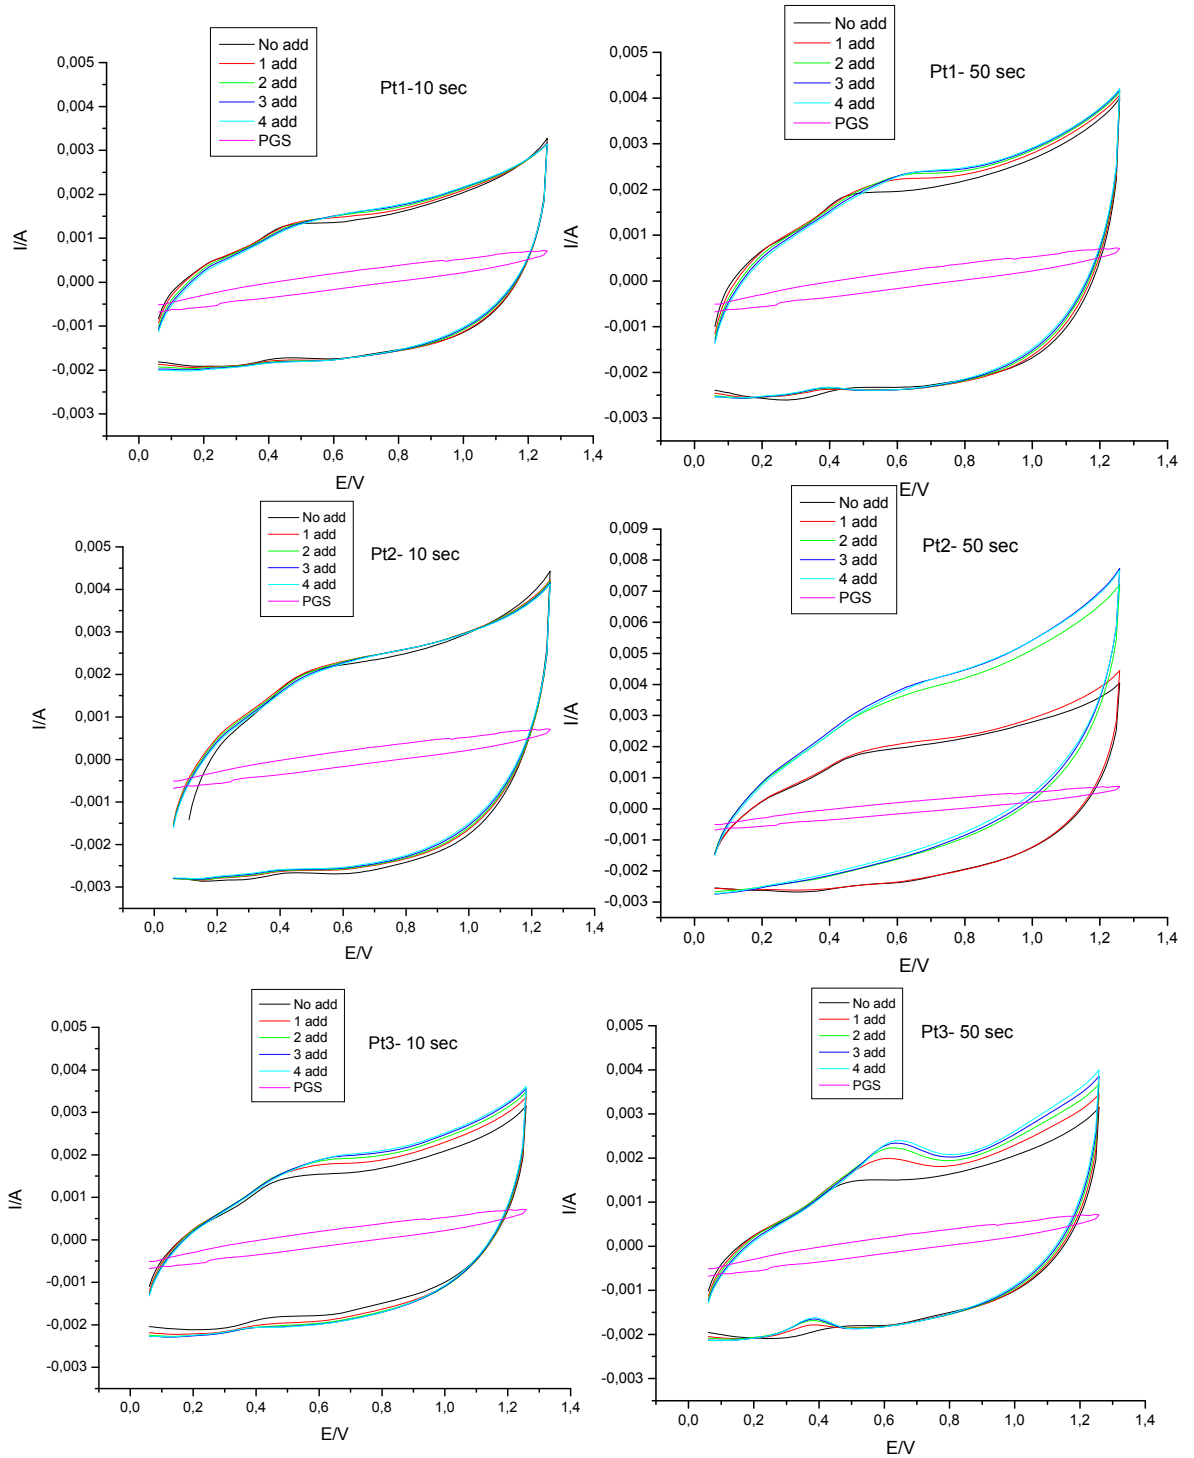 No add
1 add
2 add
3 add
4 add
PGS
Pt1-10 sec
0,005
0,004
0,003
0,002
0,001
0,000
-0,001
-0,002
-0,003
I/A
0,0 0,2 0,4 0,6 0,8 1,0 1,2 1,4
E/V
No add
1 add
2 add
3 add
4 add
PGS
Pt1- 50 sec
0,005
0,004
0,003
0,002
0,001
0,000
-0,001
-0,002
-0,003
I/A
0,0 0,2 0,4 0,6 0,8 1,0 1,2 1,4
E/V
No add
1 add
2 add
3 add
4 add
PGS
Pt2- 10 sec
0,005
0,004
0,003
0,002
0,001
0,000
-0,001
-0,002
-0,003
I/A
0,0 0,2 0,4 0,6 0,8 1,0 1,2 1,4
E/V
No add
1 add
2 add
3 add
4 add
PGS
Pt2- 50 sec
0,009
0,008
0,007
0,006
0,005
0,004
0,003
0,002
0,001
0,000
-0,001
-0,002
-0,003
I/A
0,0 0,2 0,4 0,6 0,8 1,0 1,2 1,4
E/V
No add
1 add
2 add
3 add
4 add
PGS
Pt3- 10 sec
0,005
0,004
0,003
0,002
0,001
0,000
-0,001
-0,002
-0,003
I/A
0,0 0,2 0,4 0,6 0,8 1,0 1,2 1,4
E/V
No add
1 add
2 add
3 add
4 add
PGS
Pt3- 50 sec
0,005
0,004
0,003
0,002
0,001
0,000
-0,001
-0,002
-0,003
I/A
0,0 0,2 0,4 0,6 0,8 1,0 1,2 1,4
E/V